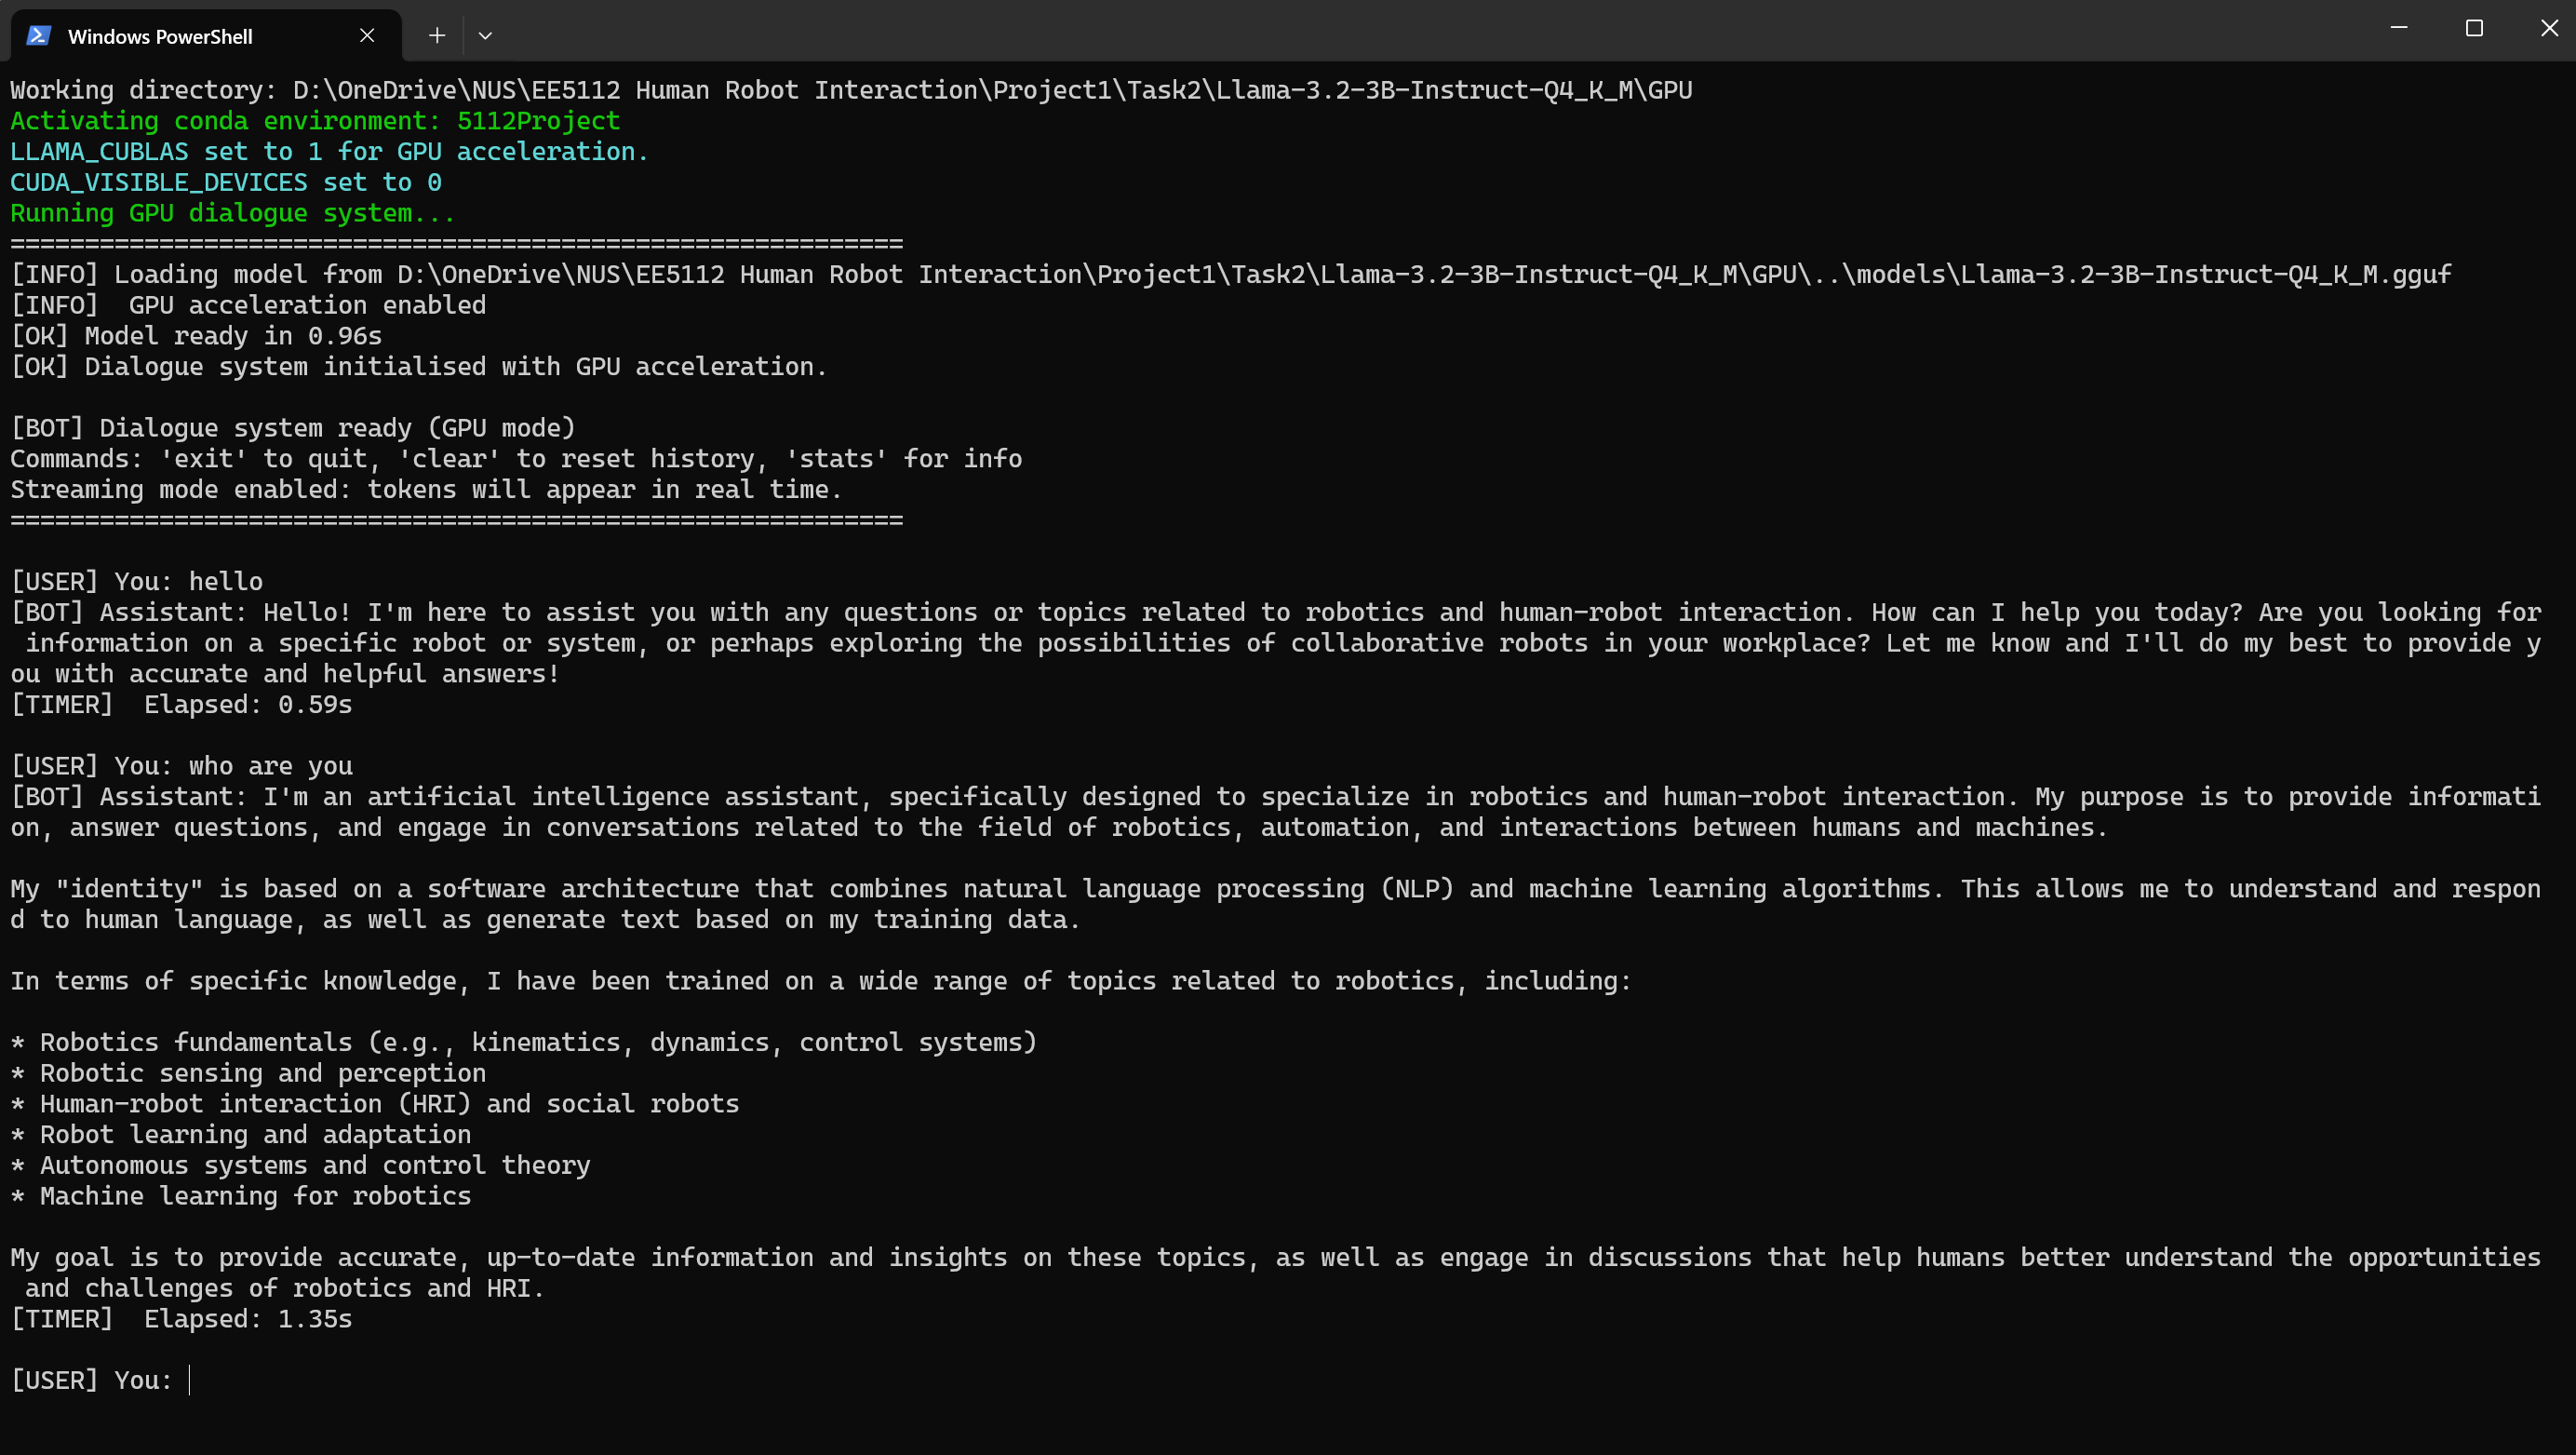 Windows PowerShell
Working directory: D:\OneDrive\NUS\EE5112 Human Robot Interaction\Project1\Task2\Llama-3.2-3B-Instruct-Q4_K_M\GPU
Activating conda environment: 5112Project
LLAMA_CUBLAS set to 1 for GPU acceleration.
CUDA_VISIBLE_DEVICES set to 0
Running GPU dialogue system...
============================================================
[INFO] Loading model from D:\OneDrive\NUS\EE5112 Human Robot Interaction\Project1\Task2\Llama-3.2-3B-Instruct-Q4_K_M\GPU\..\models\Llama-3.2-3B-Instruct-Q4_K_M.gguf
[INFO]  GPU acceleration enabled
[OK] Model ready in 0.96s
[OK] Dialogue system initialised with GPU acceleration.
[BOT] Dialogue system ready (GPU mode)
Commands: 'exit' to quit, 'clear' to reset history, 'stats' for info
Streaming mode enabled: tokens will appear in real time.
============================================================
[USER] You: hello
[BOT] Assistant: Hello! I'm here to assist you with any questions or topics related to robotics and human-robot interaction. How can I help you today? Are you looking for
 information on a specific robot or system, or perhaps exploring the possibilities of collaborative robots in your workplace? Let me know and I'll do my best to provide y
ou with accurate and helpful answers!
[TIMER]  Elapsed: 0.59s
[USER] You: who are you
[BOT] Assistant: I'm an artificial intelligence assistant, specifically designed to specialize in robotics and human-robot interaction. My purpose is to provide informati
on, answer questions, and engage in conversations related to the field of robotics, automation, and interactions between humans and machines.
My "identity" is based on a software architecture that combines natural language processing (NLP) and machine learning algorithms. This allows me to understand and respon
d to human language, as well as generate text based on my training data.
In terms of specific knowledge, I have been trained on a wide range of topics related to robotics, including:
* Robotics fundamentals (e.g., kinematics, dynamics, control systems)
* Robotic sensing and perception
* Human-robot interaction (HRI) and social robots
* Robot learning and adaptation
* Autonomous systems and control theory
* Machine learning for robotics
My goal is to provide accurate, up-to-date information and insights on these topics, as well as engage in discussions that help humans better understand the opportunities
 and challenges of robotics and HRI.
[TIMER]  Elapsed: 1.35s
[USER] You: